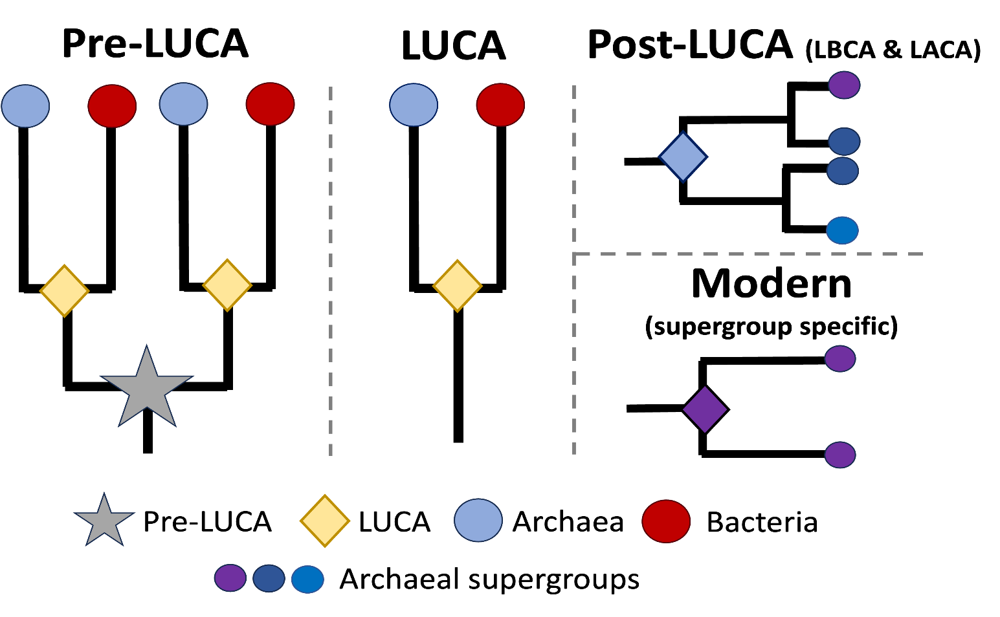 Pre-LUCA
LUCA
Post-LUCA (LBCA & LACA)
Modern
(supergroup specific)
Pre-LUCA
LUCA
Archaea
Bacteria
Archaeal supergroups